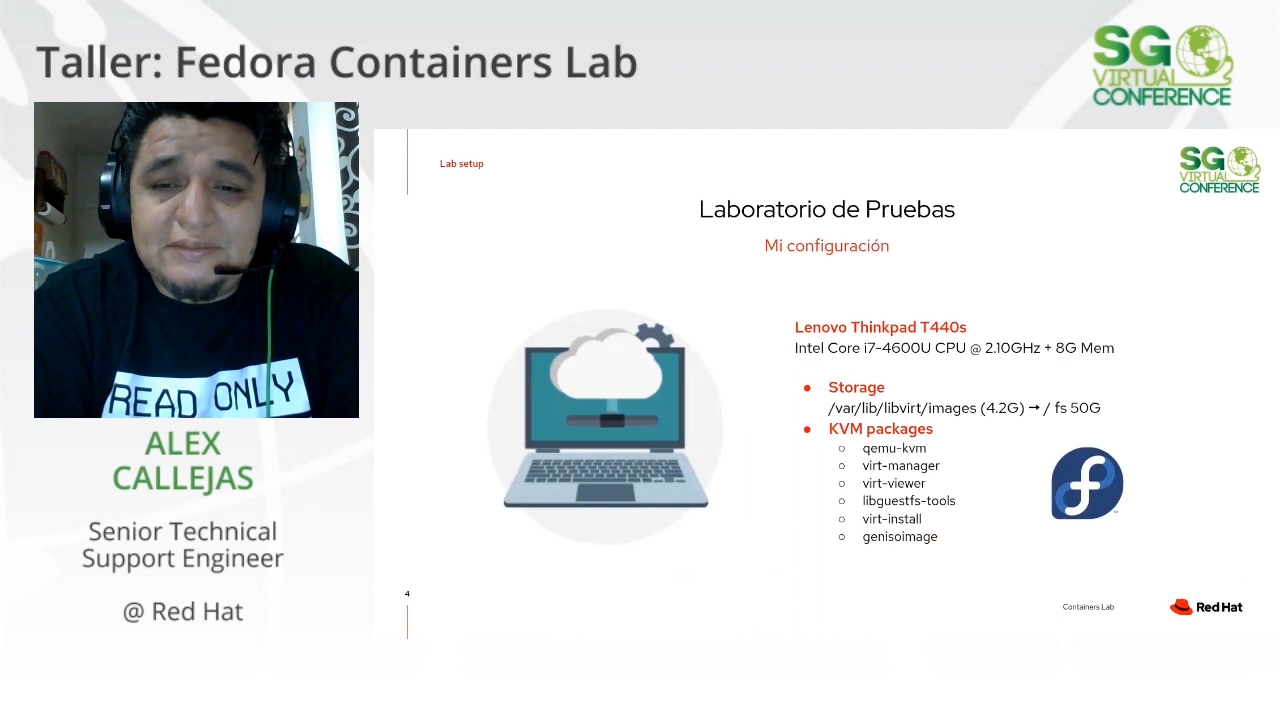 Taller: Fedora Containers Lab
SG
VIRTUAL
CONFERENCE
READ ONLY
ALEX
CALLEJAS
Senior Technical
Support Engineer
@ Red Hat
Lab setup
SG
VIRTUAL
CONFERENCE
Laboratorio de Pruebas
Mi configuración
Lenovo Thinkpad T440s
Intel Core i7-4600U CPU @ 2.10GHz + 8G Mem
● Storage
/var/lib/libvirt/images (4.2G) → / fs 50G
● KVM packages
○ qemu-kvm
○ virt-manager
○ virt-viewer
○ libguestfs-tools
○ virt-install
○ genisoimage
4
Containers Lab
Red Hat